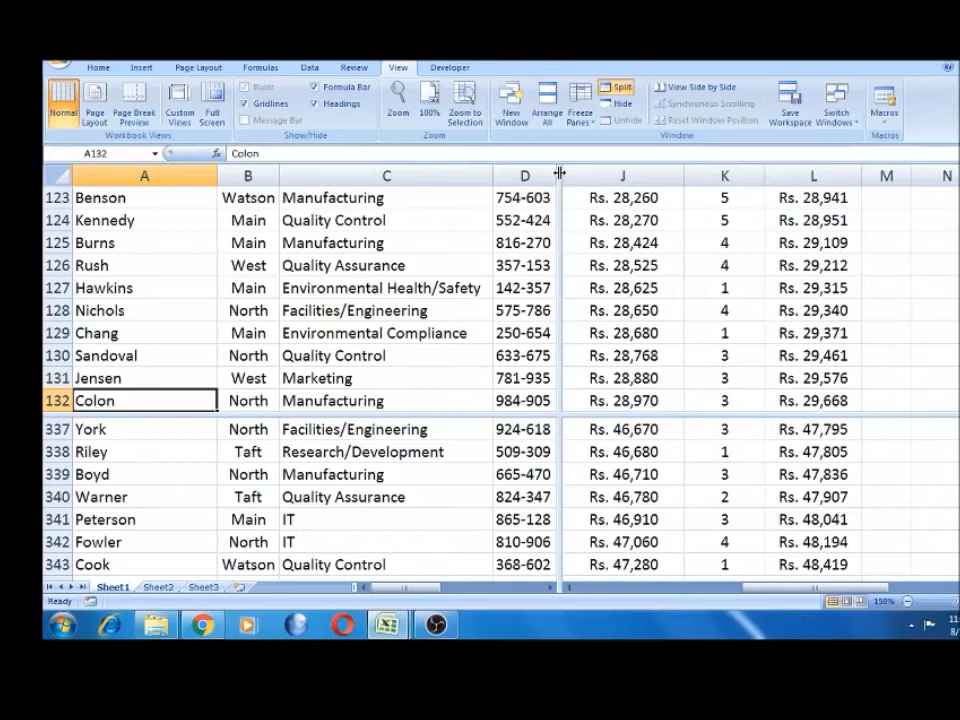 Home Insert Page Layout Formulas Data Review View Developer
Normal Page Layout Page Break Preview Custom Views Full Screen
Ruler Formula Bar
Gridlines Headings
Message Bar
Zoom 100% Zoom to Selection
New Window Arrange All Freeze Panes
Split
Hide
Unhide
View Side by Side
Synchronous Scrolling
Reset Window Position
Save Workspace Switch Windows Macros
Workbook Views Show/Hide Zoom Window Macros
A132 fx Colon
A B C D J K L M N
123 Benson Watson Manufacturing 754-603 Rs. 28,260 5 Rs. 28,941
124 Kennedy Main Quality Control 552-424 Rs. 28,270 5 Rs. 28,951
125 Burns Main Manufacturing 816-270 Rs. 28,424 4 Rs. 29,109
126 Rush West Quality Assurance 357-153 Rs. 28,525 4 Rs. 29,212
127 Hawkins Main Environmental Health/Safety 142-357 Rs. 28,625 1 Rs. 29,315
128 Nichols North Facilities/Engineering 575-786 Rs. 28,650 4 Rs. 29,340
129 Chang Main Environmental Compliance 250-654 Rs. 28,680 1 Rs. 29,371
130 Sandoval North Quality Control 633-675 Rs. 28,768 3 Rs. 29,461
131 Jensen West Marketing 781-935 Rs. 28,880 3 Rs. 29,576
132 Colon North Manufacturing 984-905 Rs. 28,970 3 Rs. 29,668
337 York North Facilities/Engineering 924-618 Rs. 46,670 3 Rs. 47,795
338 Riley Taft Research/Development 509-309 Rs. 46,680 1 Rs. 47,805
339 Boyd North Manufacturing 665-470 Rs. 46,710 3 Rs. 47,836
340 Warner Taft Quality Assurance 824-347 Rs. 46,780 2 Rs. 47,907
341 Peterson Main IT 865-128 Rs. 46,910 3 Rs. 48,041
342 Fowler North IT 810-906 Rs. 47,060 4 Rs. 48,194
343 Cook Watson Quality Control 368-602 Rs. 47,280 1 Rs. 48,419
Sheet1 Sheet2 Sheet3
Ready 150%